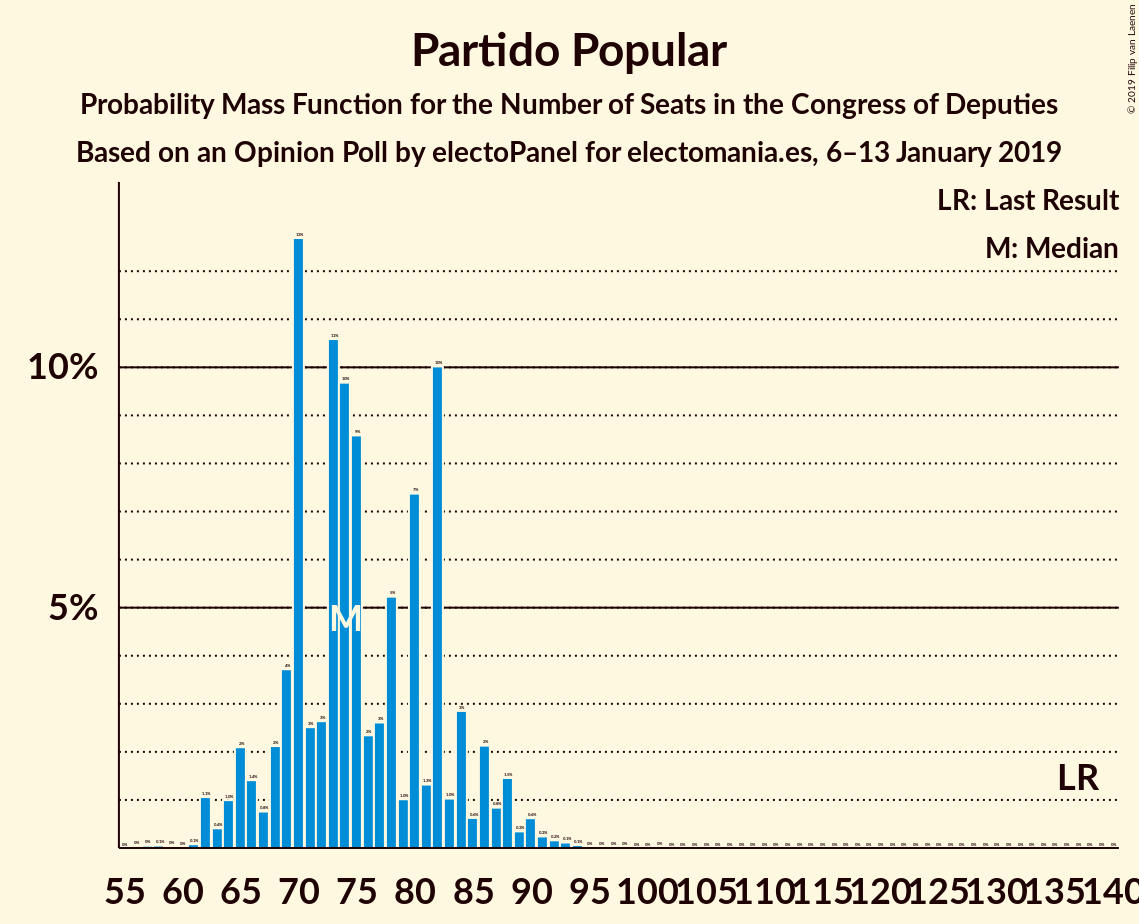 Partido Popular
Probability Mass Function for the Number of Seats in the Congress of Deputies
Based on an Opinion Poll by electoPanel for electomania.es, 6–13 January 2019
© 2019 Filip van Laenen
LR: Last Result
M: Median
10%
5%
M
LR
55 60 65 70 75 80 85 90 95 100 105 110 115 120 125 130 135 140